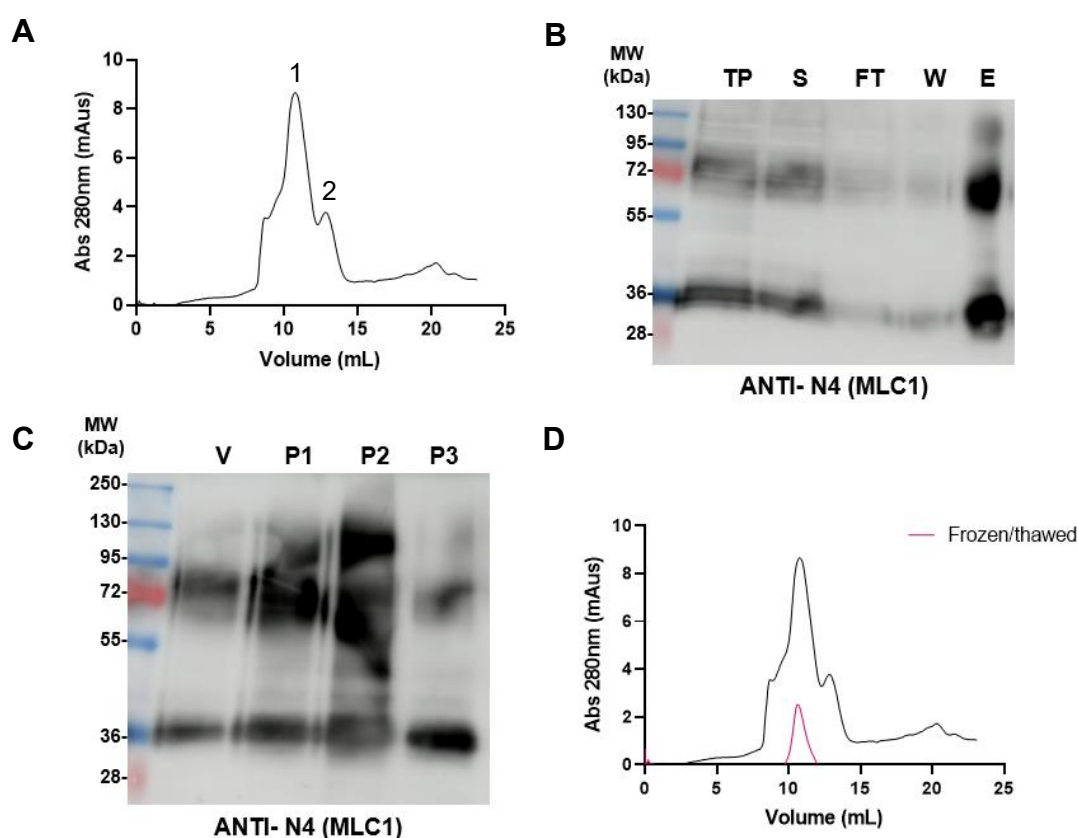 A
10
8
6
4
2
0
Abs 280nm (mAus)
1
2
0 5 10 15 20 25
Volume (mL)
B
MW
(kDa)
TP S FT W E
130-
95-
72-
55-
36-
28-
ANTI- N4 (MLC1)
C
MW
(kDa)
V P1 P2 P3
250-
130-
95-
72-
55-
36-
28-
ANTI- N4 (MLC1)
D
10
8
6
4
2
0
Abs 280nm (mAus)
Frozen/thawed
0 5 10 15 20 25
Volume (mL)